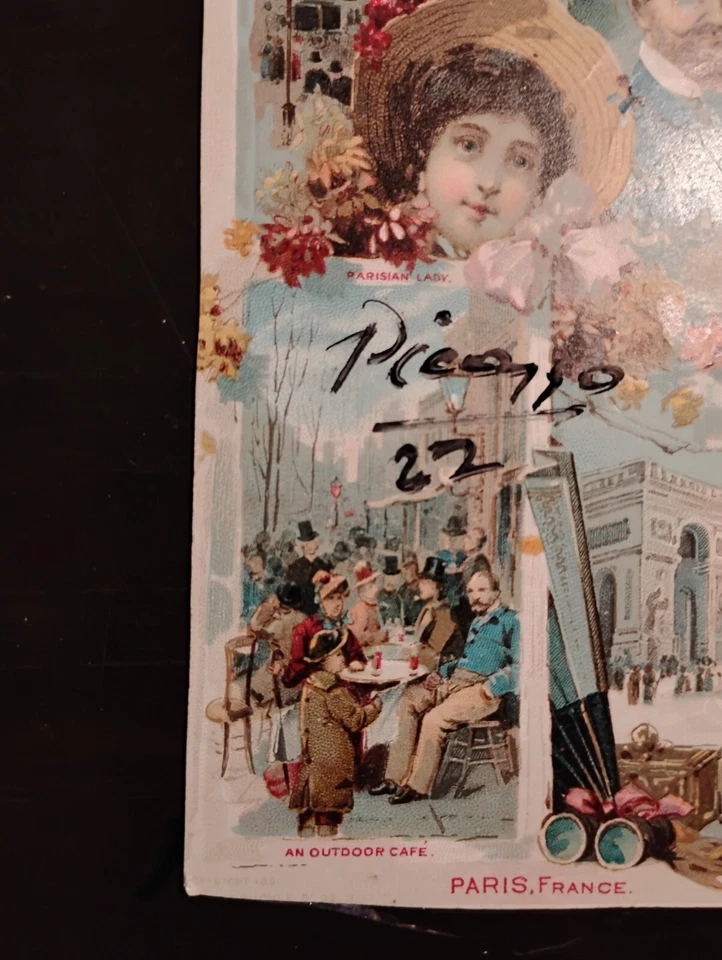 PARISIAN LADY.
Picasso
22
AN OUTDOOR CAFÉ.
PARIS, FRANCE.